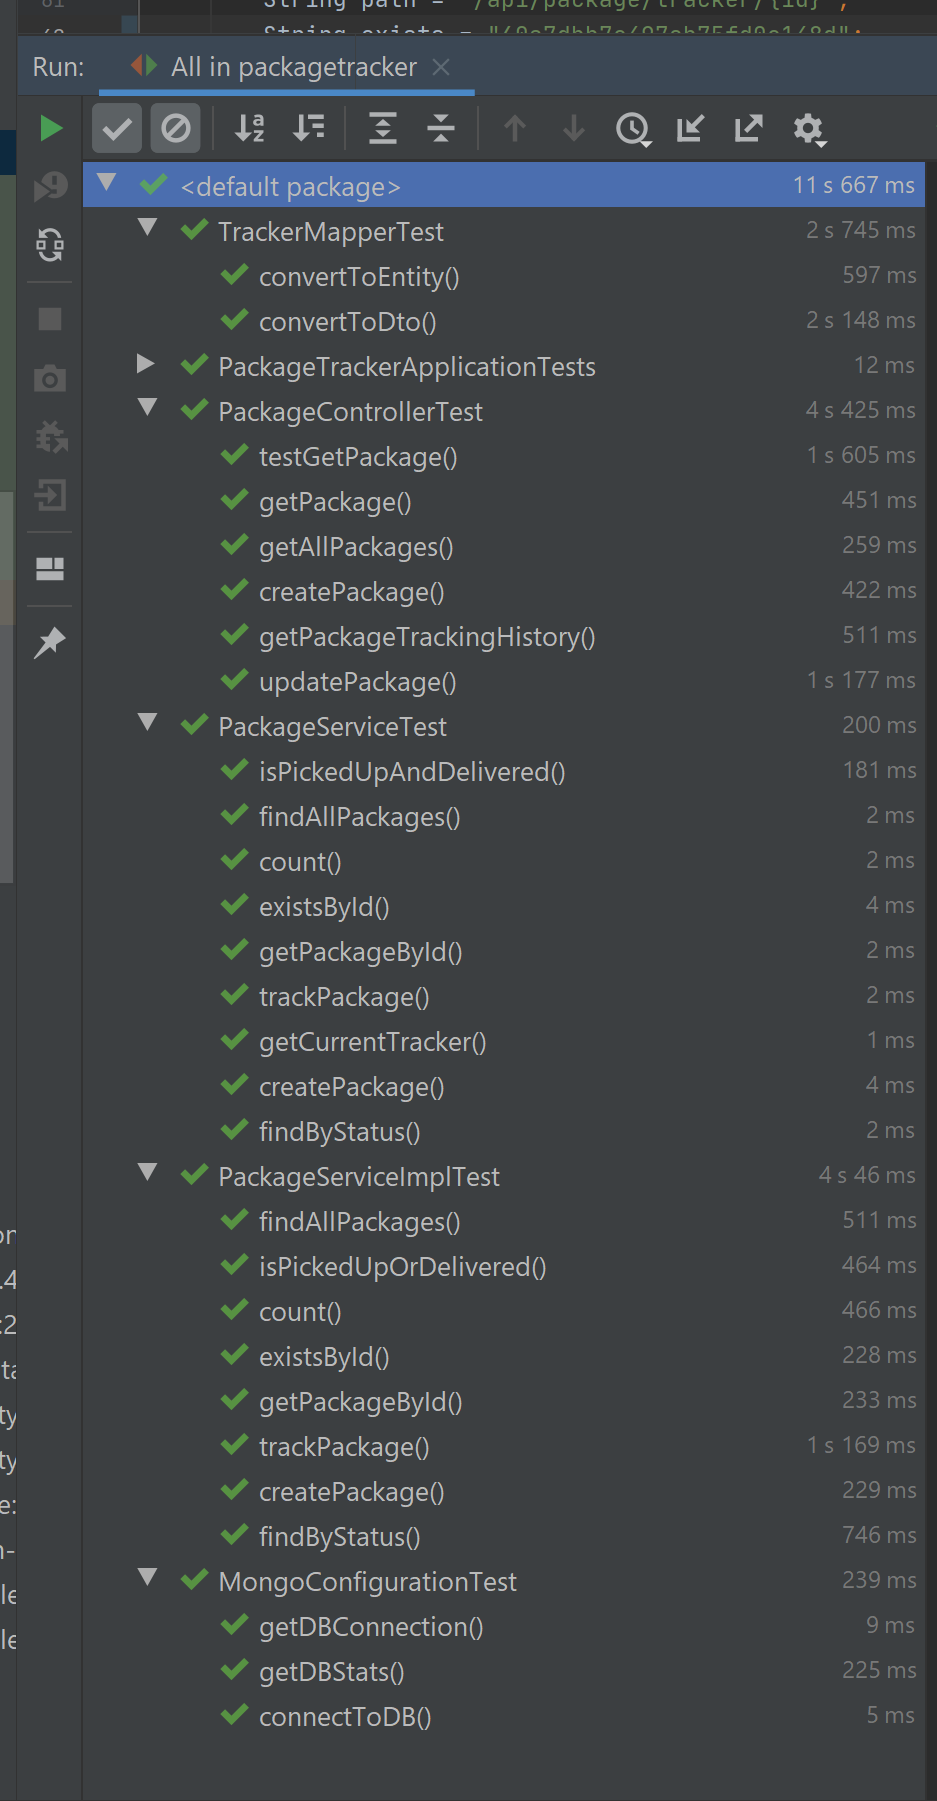 String path = "/api/package/tracker/{id}";
Run: All in packagetracker
<default package> 11 s 667 ms
TrackerMapperTest 2 s 745 ms
convertToEntity() 597 ms
convertToDto() 2 s 148 ms
PackageTrackerApplicationTests 12 ms
PackageControllerTest 4 s 425 ms
testGetPackage() 1 s 605 ms
getPackage() 451 ms
getAllPackages() 259 ms
createPackage() 422 ms
getPackageTrackingHistory() 511 ms
updatePackage() 1 s 177 ms
PackageServiceTest 200 ms
isPickedUpAndDelivered() 181 ms
findAllPackages() 2 ms
count() 2 ms
existsById() 4 ms
getPackageById() 2 ms
trackPackage() 2 ms
getCurrentTracker() 1 ms
createPackage() 4 ms
findByStatus() 2 ms
PackageServiceImplTest 4 s 46 ms
findAllPackages() 511 ms
isPickedUpOrDelivered() 464 ms
count() 466 ms
existsById() 228 ms
getPackageById() 233 ms
trackPackage() 1 s 169 ms
createPackage() 229 ms
findByStatus() 746 ms
MongoConfigurationTest 239 ms
getDBConnection() 9 ms
getDBStats() 225 ms
connectToDB() 5 ms